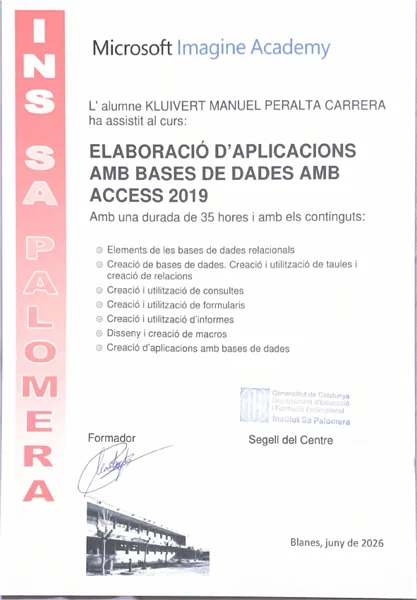 INS SA PALOMERA
Microsoft Imagine Academy
L' alumne KLUIVERT MANUEL PERALTA CARRERA
ha assistit al curs:
ELABORACIÓ D'APLICACIONS
AMB BASES DE DADES AMB
ACCESS 2019
Amb una durada de 35 hores i amb els continguts:
Elements de les bases de dades relacionals
Creació de bases de dades. Creació i utilització de taules i
creació de relacions
Creació i utilització de consultes
Creació i utilització de formularis
Creació i utilització d'informes
Disseny i creació de macros
Creació d'aplicacions amb bases de dades
Generalitat de Catalunya
Departament d'Educació
i Formació Professional
Institut Sa Palomera
Formador
Segell del Centre
Blanes, juny de 2026